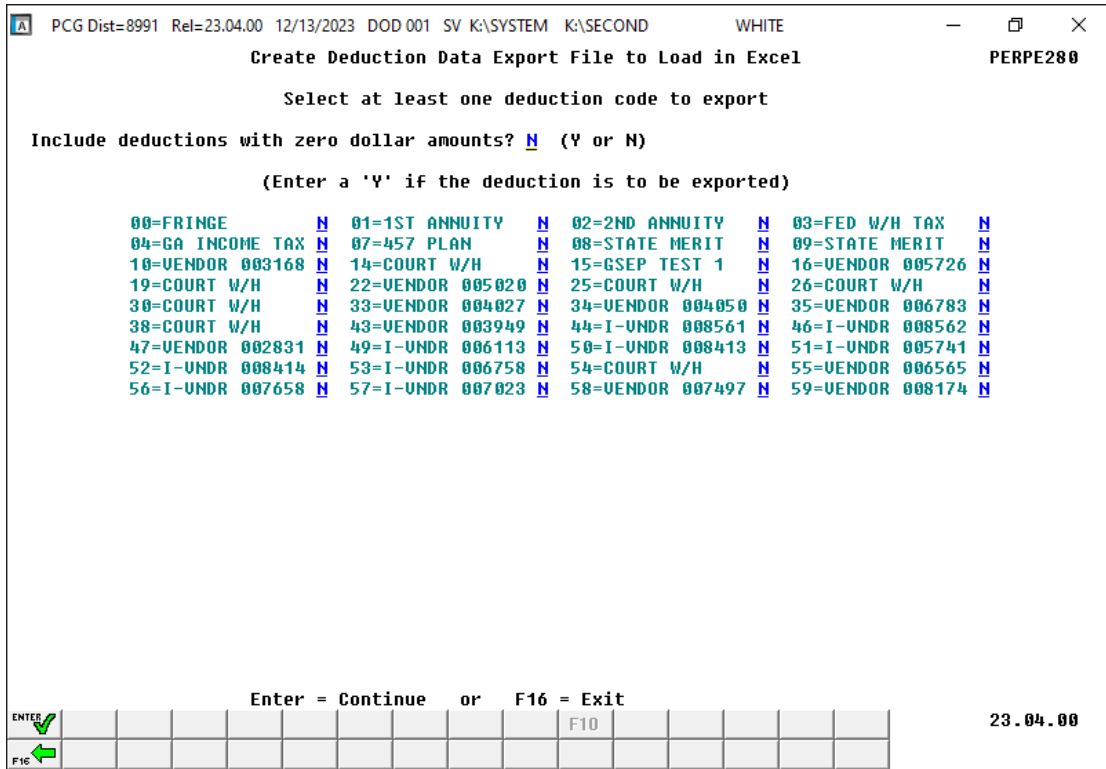 PCG Dist=8991 Rel=23.04.00 12/13/2023 DOD 001 SV K:\SYSTEM K:\SECOND WHITE
Create Deduction Data Export File to Load in Excel PERPE280
Select at least one deduction code to export
Include deductions with zero dollar amounts? N (Y or N)
(Enter a 'Y' if the deduction is to be exported)
00=FRINGE N 01=1ST ANNUITY N 02=2ND ANNUITY N 03=FED W/H TAX N
04=GA INCOME TAX N 07=457 PLAN N 08=STATE MERIT N 09=STATE MERIT N
10=VENDOR 003168 N 14=COURT W/H N 15=GSEP TEST 1 N 16=VENDOR 005726 N
19=COURT W/H N 22=VENDOR 005020 N 25=COURT W/H N 26=COURT W/H N
30=COURT W/H N 33=VENDOR 004027 N 34=VENDOR 004050 N 35=VENDOR 006783 N
38=COURT W/H N 43=VENDOR 003949 N 44=I-VNDR 008561 N 46=I-VNDR 008562 N
47=VENDOR 002831 N 49=I-VNDR 006113 N 50=I-VNDR 008413 N 51=I-VNDR 005741 N
52=I-VNDR 008414 N 53=I-VNDR 006758 N 54=COURT W/H N 55=VENDOR 006565 N
56=I-VNDR 007658 N 57=I-VNDR 007023 N 58=VENDOR 007497 N 59=VENDOR 008174 N
Enter = Continue or F16 = Exit
ENTER F10 23.04.00
F16